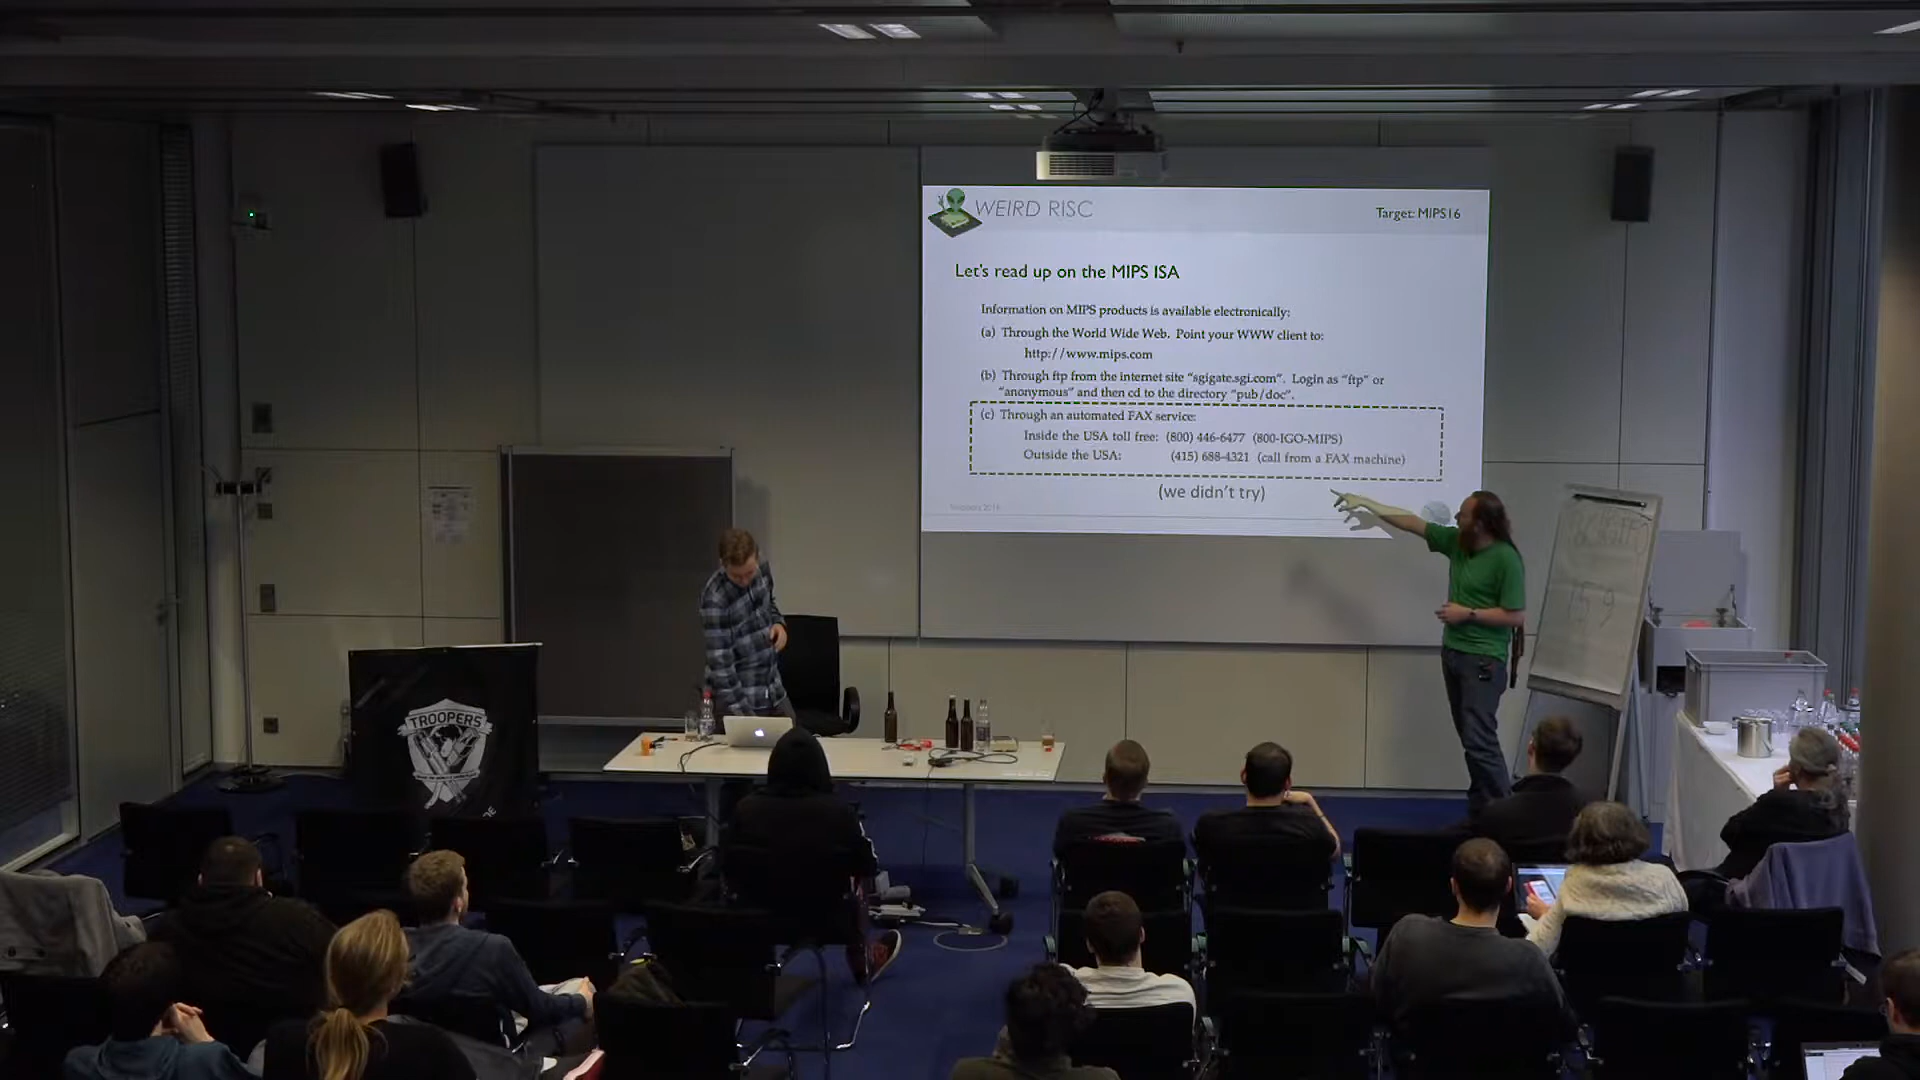 WEIRD RISC
Target: MIPS16
Let's read up on the MIPS ISA
Information on MIPS products is available electronically:
(a) Through the World Wide Web. Point your WWW client to:
http://www.mips.com
(b) Through ftp from the internet site "sgigate.sgi.com". Login as "ftp" or
"anonymous" and then cd to the directory "pub/doc".
(c) Through an automated FAX service:
Inside the USA toll free: (800) 446-6477 (800-IGO-MIPS)
Outside the USA: (415) 688-4321 (call from a FAX machine)
(we didn't try)
TROOPERS